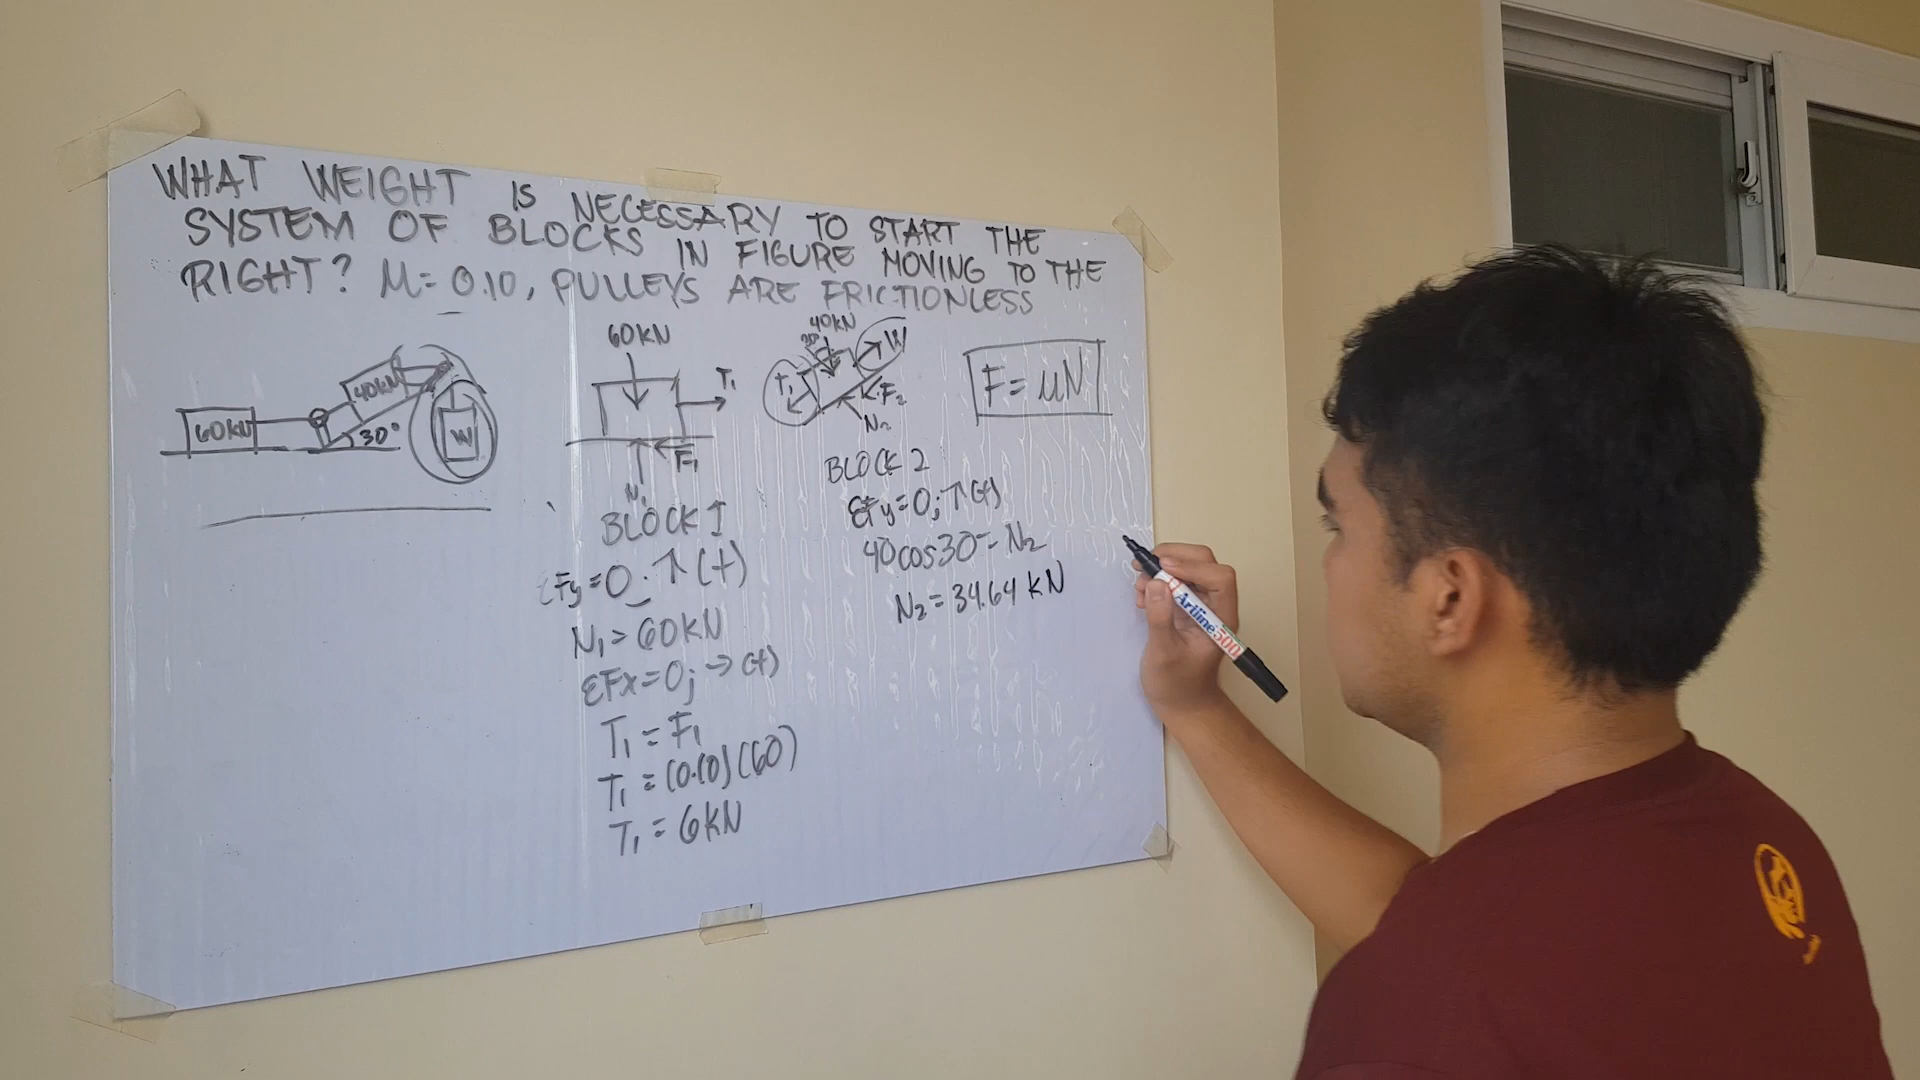 WHAT WEIGHT IS NECESSARY TO START THE
SYSTEM OF BLOCKS IN FIGURE MOVING TO THE
RIGHT? M = 0.10, PULLEYS ARE FRICTIONLESS
60KN
40KN
30°
W
60KN
T₁
F₁
N₁
BLOCK I
ΣFy = 0; ↑(+)
N₁ = 60KN
ΣFx = 0; → (+)
T₁ = F₁
T₁ = (0.10)(60)
T₁ = 6KN
40KN
30°
W
T₁
F₂
N₂
BLOCK 2
ΣFy = 0; ↑(+)
40cos30 = N₂
N₂ = 34.64 KN
F = μN
Artline 500